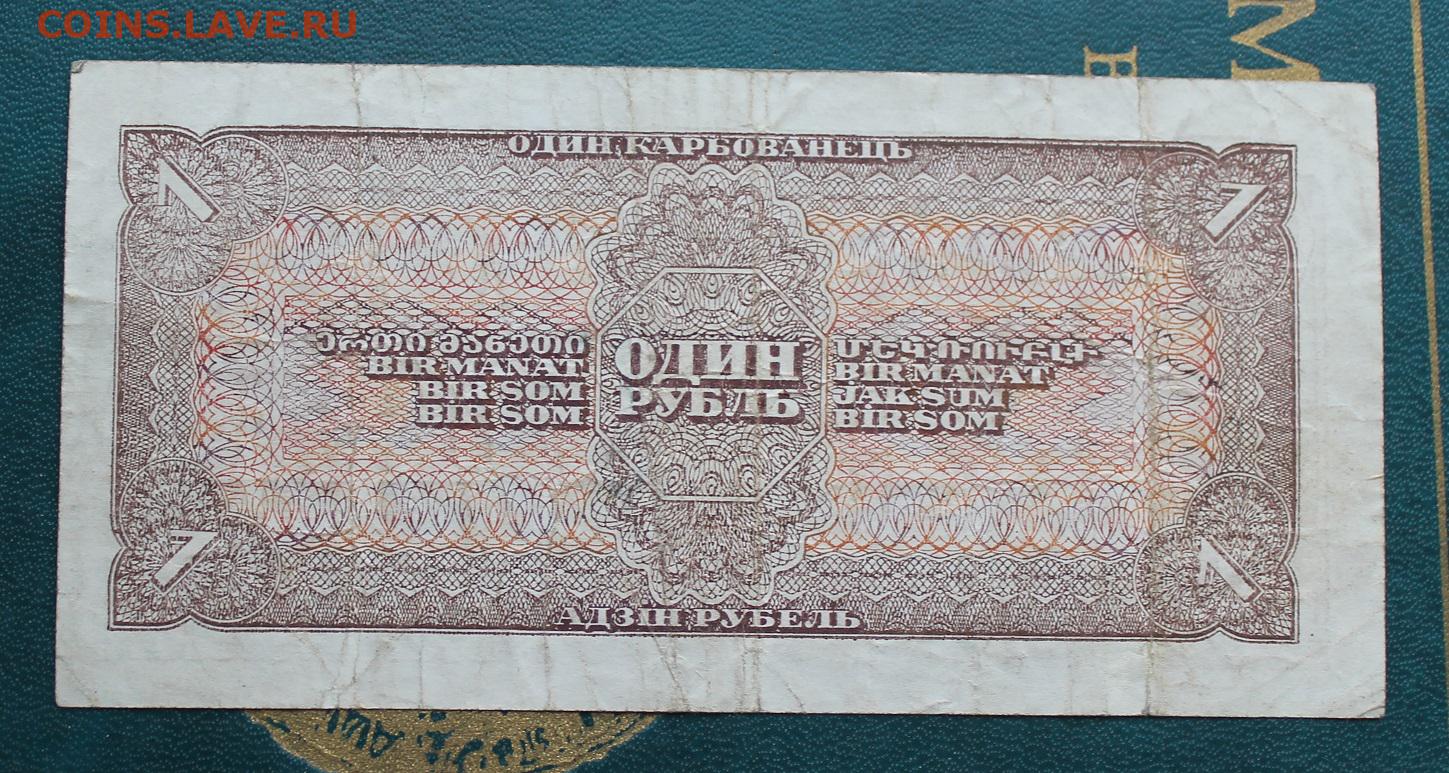 COINS.LAVE.RU
М
В
ОДИН КАРБОВАНЕЦЬ
1
1
ერთი მანეთი
BIR MANAT
BIR SOM
BIR SOM
ОДИН
РУБЛЬ
ՄԵԿ ՌՈՒԲԼԻ
BIR MANAT
JAK SUM
BIR SOM
1
1
АДЗІН РУБЕЛЬ